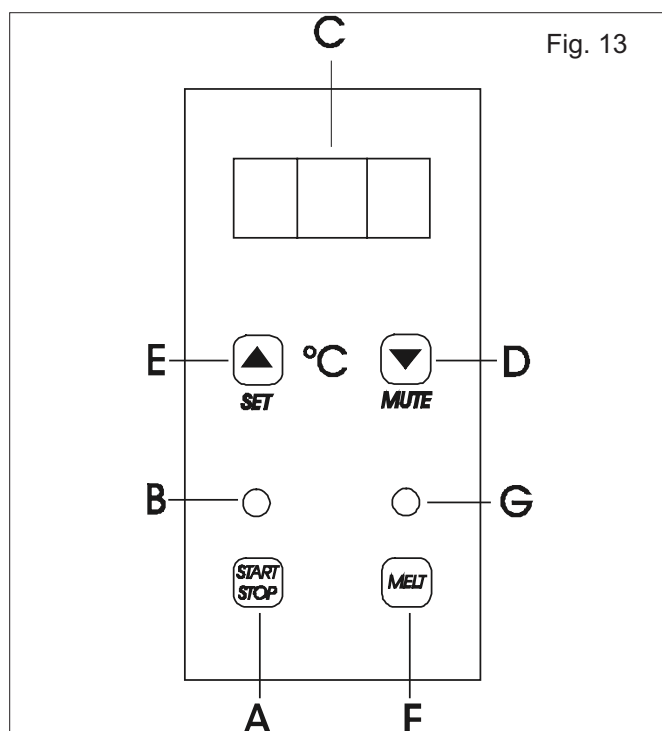 C
Fig. 13
E °C D
SET MUTE
B G
START MELT
STOP
A F